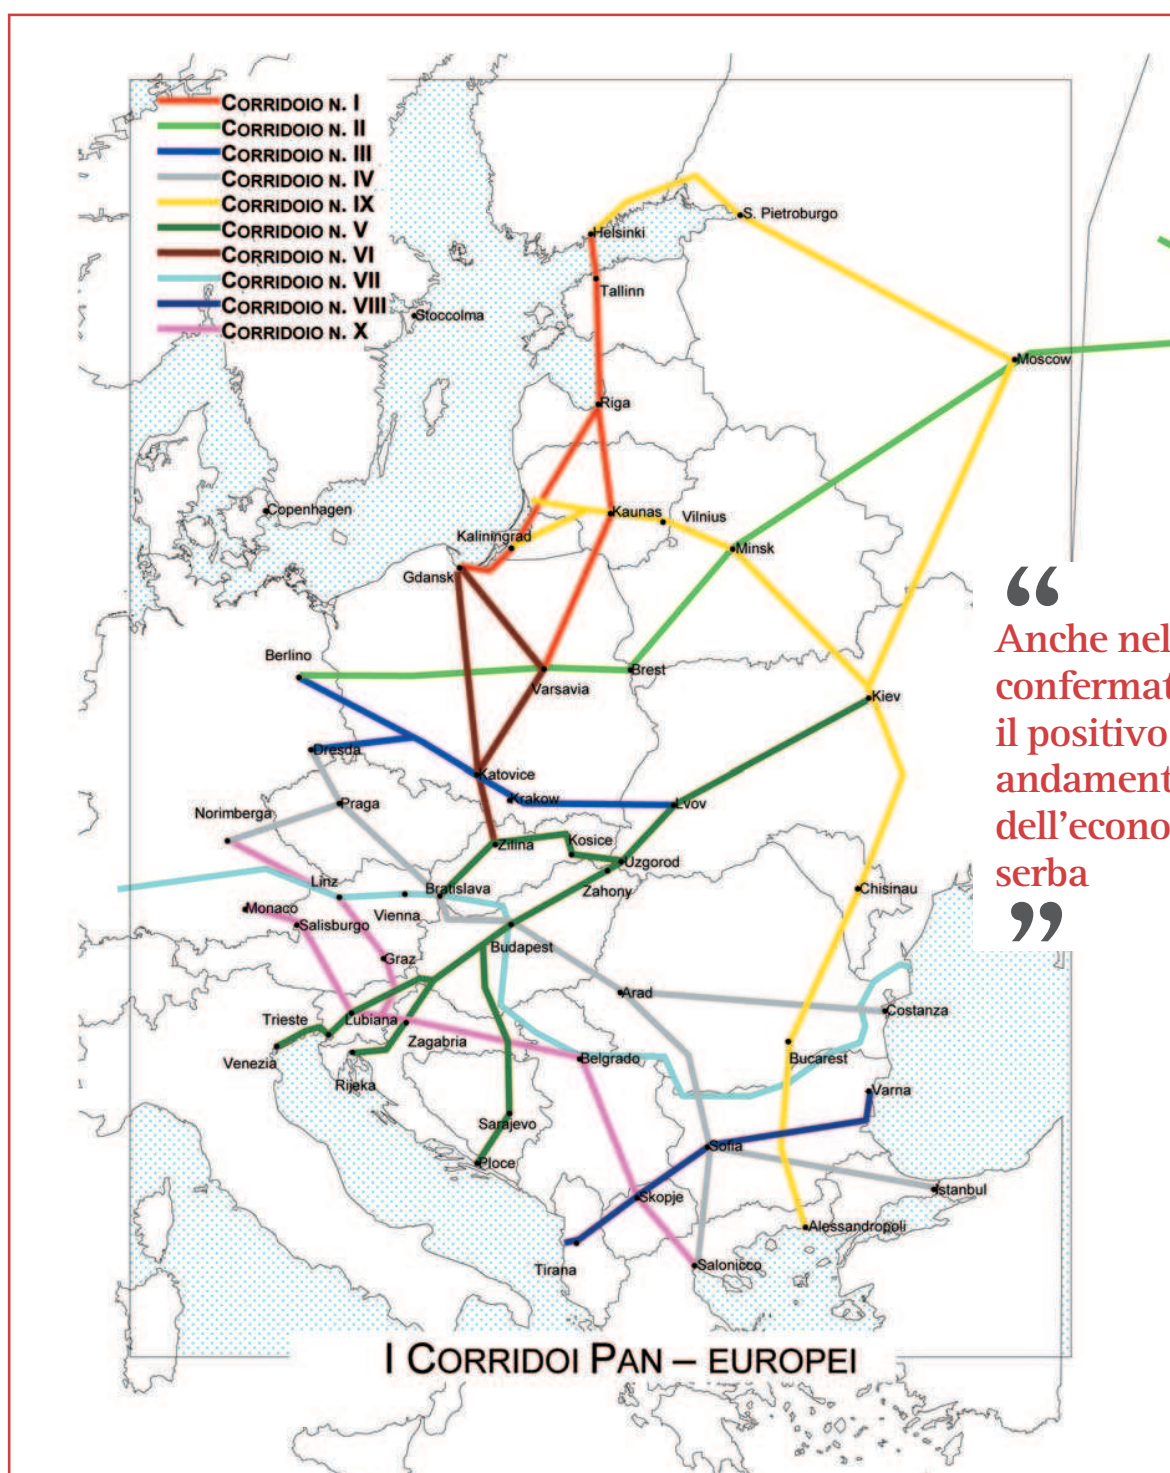 CORRIDOIO N. I
CORRIDOIO N. II
CORRIDOIO N. III
CORRIDOIO N. IV
CORRIDOIO N. IX
CORRIDOIO N. V
CORRIDOIO N. VI
CORRIDOIO N. VII
CORRIDOIO N. VIII
CORRIDOIO N. X
S. Pietroburgo
Helsinki
Tallinn
Stoccolma
Moscow
Riga
Copenhagen
Kaunas
Vilnius
Kaliningrad
Minsk
Gdansk
Berlino
Brest
Varsavia
Kiev
Dresda
Katovice
Krakow
Praga
Lvov
Norimberga
Zilina
Kosice
Uzgorod
Zahony
Linz
Bratislava
Chisinau
Monaco
Vienna
Salisburgo
Budapest
Graz
Arad
Costanza
Trieste
Lubiana
Zagabria
Venezia
Belgrado
Bucarest
Rijeka
Varna
Sarajevo
Sofia
Ploce
Skopje
Istanbul
Alessandropoli
Tirana
Salonicco
I CORRIDOI PAN – EUROPEI
“
Anche nel
confermat
il positivo
andament
dell’econo
serba
”